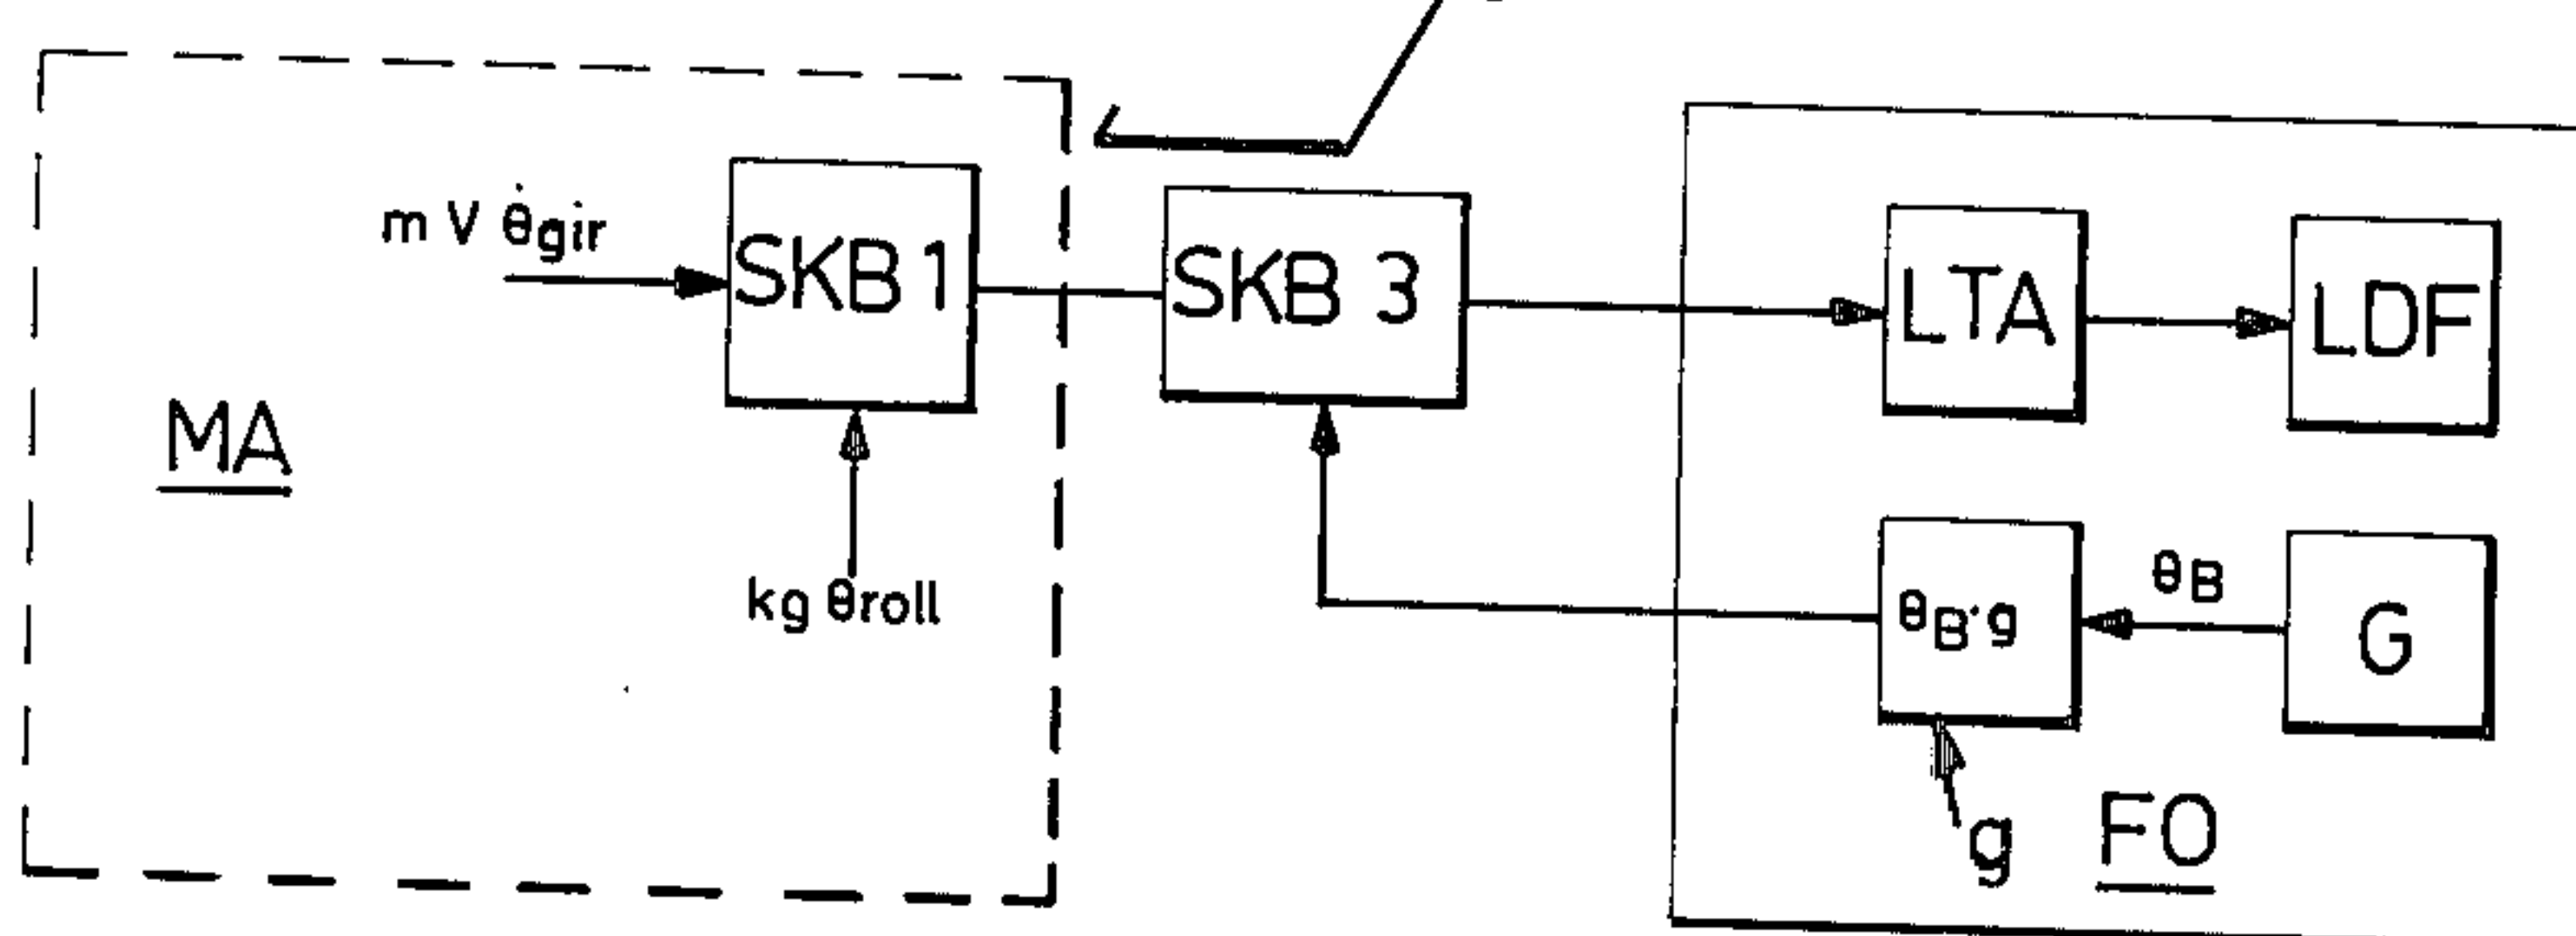 m V θ̇gir
SKB 1
SKB 3
LTA
LDF
MA
kg θroll
θB·g
θB
G
g
FO